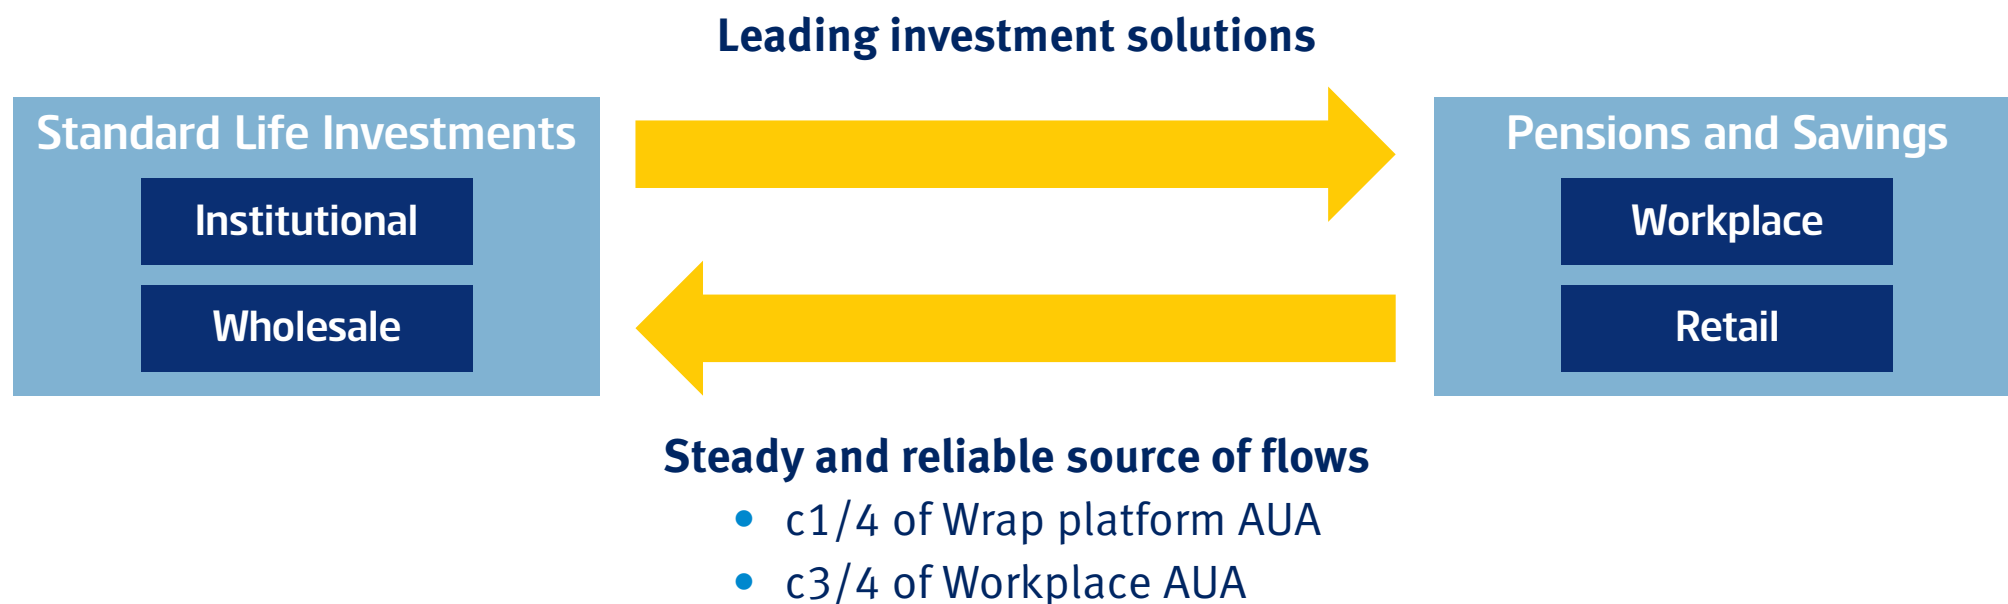 Leading investment solutions
Standard Life Investments
Institutional
Wholesale
Pensions and Savings
Workplace
Retail
Steady and reliable source of flows
• c1/4 of Wrap platform AUA
• c3/4 of Workplace AUA